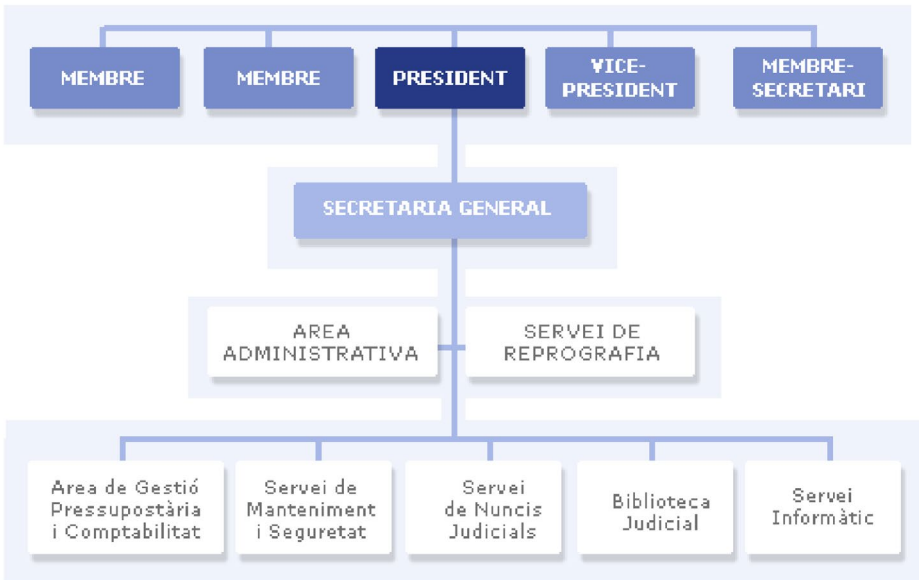 MEMBRE
MEMBRE
PRESIDENT
VICE-
PRESIDENT
MEMBRE-
SECRETARI
SECRETARIA GENERAL
AREA
ADMINISTRATIVA
SERVEI DE
REPROGRAFIA
Area de Gestió
Pressupostària
i Comptabilitat
Servei de
Manteniment
i Seguretat
Servei
de Nuncis
Judicials
Biblioteca
Judicial
Servei
Informàtic